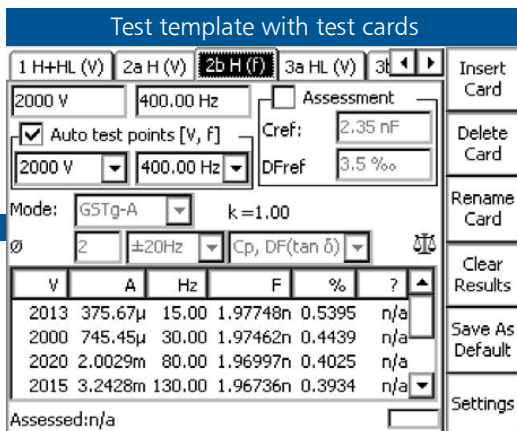 Test template with test cards
1 H+HL (V) 2a H (V) 2b H (f) 3a HL (V) 3b
2000 V 400.00 Hz Assessment
Auto test points [V, f] Cref: 2.35 nF
2000 V 400.00 Hz DFref 3.5 ‰
Mode: GSTg-A k=1.00
Ø 2 ±20Hz Cp, DF(tan δ)
V A Hz F % ?
2013 375.67µ 15.00 1.97748n 0.5395 n/a
2000 745.45µ 30.00 1.97462n 0.4439 n/a
2020 2.0029m 80.00 1.96997n 0.4025 n/a
2015 3.2428m 130.00 1.96736n 0.3934 n/a
Assessed:n/a
Insert
Card
Delete
Card
Rename
Card
Clear
Results
Save As
Default
Settings